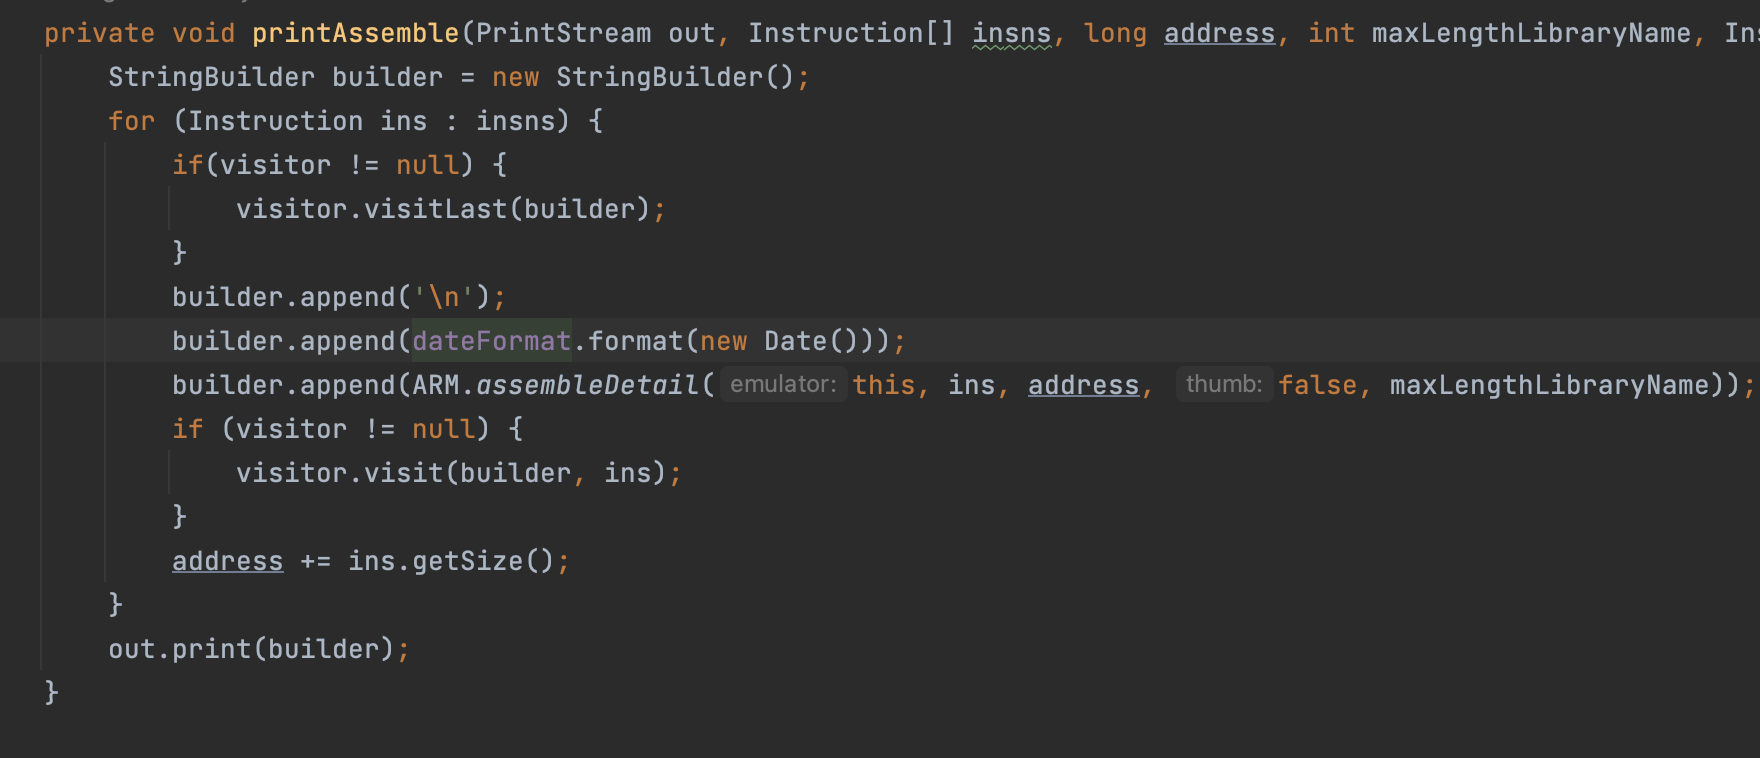 private void printAssemble(PrintStream out, Instruction[] insns, long address, int maxLengthLibraryName,
StringBuilder builder = new StringBuilder();
for (Instruction ins : insns) {
if(visitor != null) {
visitor.visitLast(builder);
}
builder.append('\n');
builder.append(dateFormat.format(new Date()));
builder.append(ARM.assembleDetail( emulator: this, ins, address, thumb: false, maxLengthLibraryName));
if (visitor != null) {
visitor.visit(builder, ins);
}
address += ins.getSize();
}
out.print(builder);
}